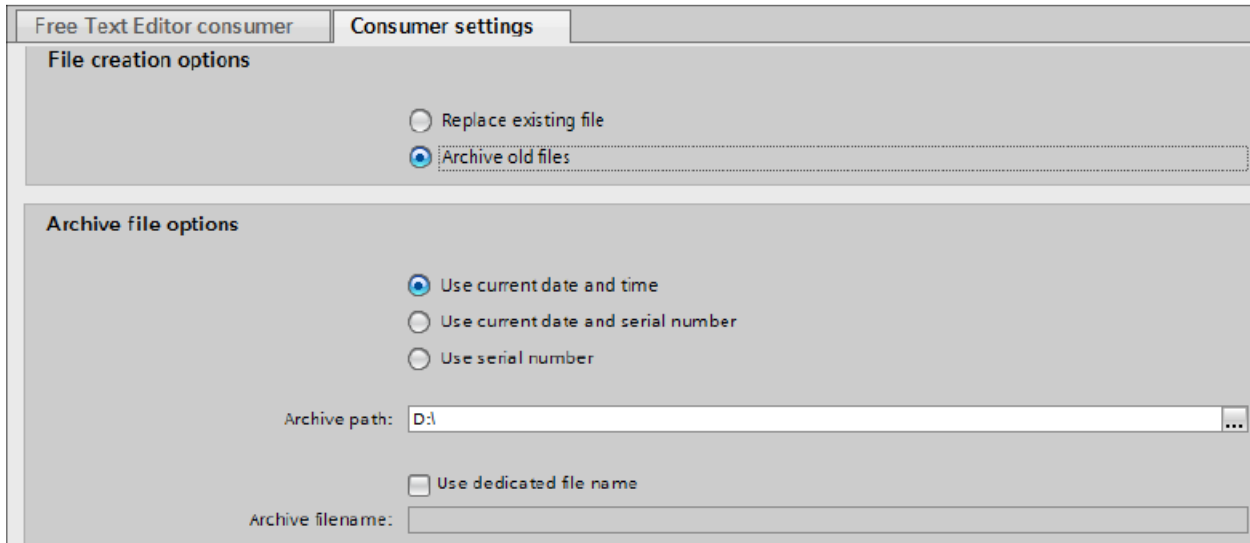 Free Text Editor consumer
Consumer settings
File creation options
Replace existing file
Archive old files
Archive file options
Use current date and time
Use current date and serial number
Use serial number
Archive path: D:\ ...
Use dedicated file name
Archive filename: